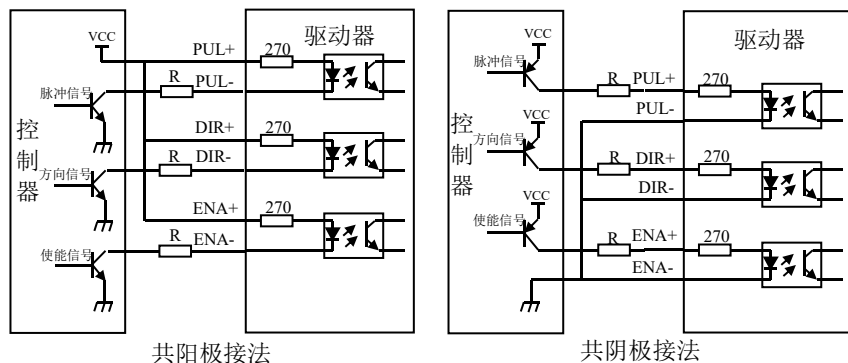 VCC
PUL+
270
驱动器
脉冲信号
R
PUL-
控制器
DIR+
270
方向信号
R
DIR-
ENA+
270
使能信号
R
ENA-
共阳极接法
VCC
驱动器
脉冲信号
R
PUL+
270
PUL-
控制器
VCC
方向信号
R
DIR+
270
DIR-
VCC
使能信号
R
ENA+
270
ENA-
共阴极接法